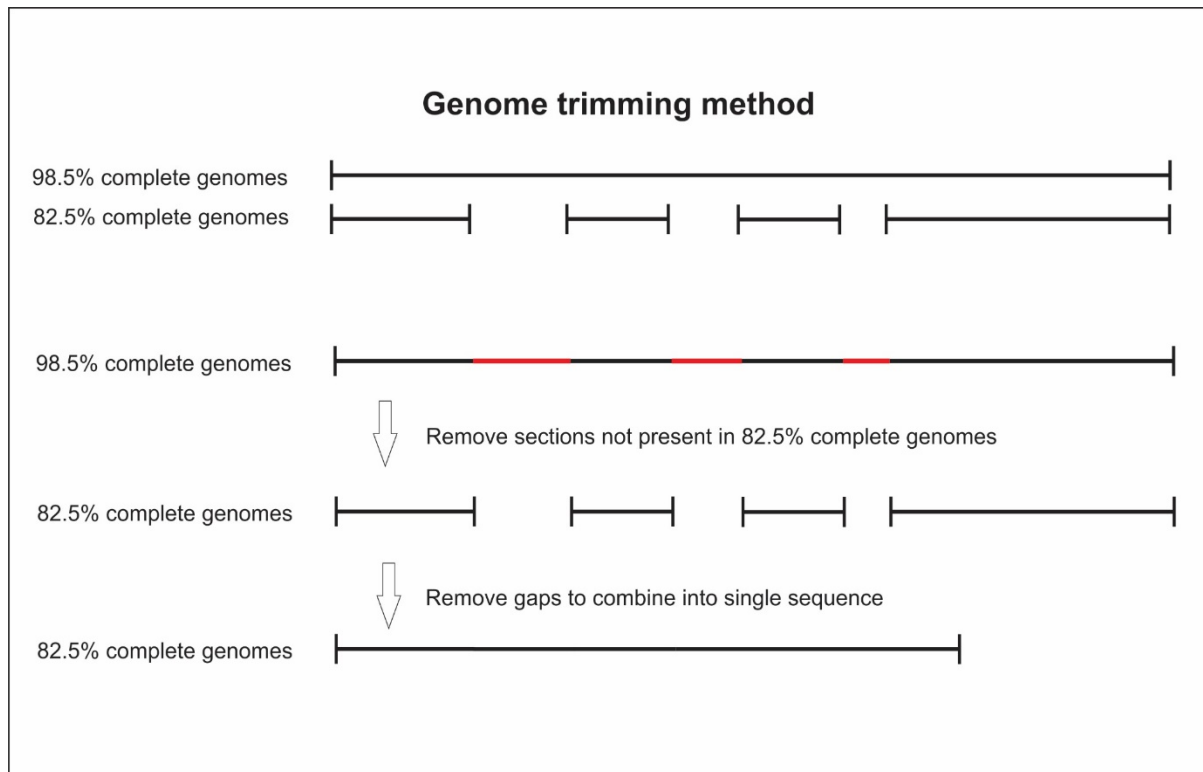 Genome trimming method
98.5% complete genomes
82.5% complete genomes
98.5% complete genomes
Remove sections not present in 82.5% complete genomes
82.5% complete genomes
Remove gaps to combine into single sequence
82.5% complete genomes